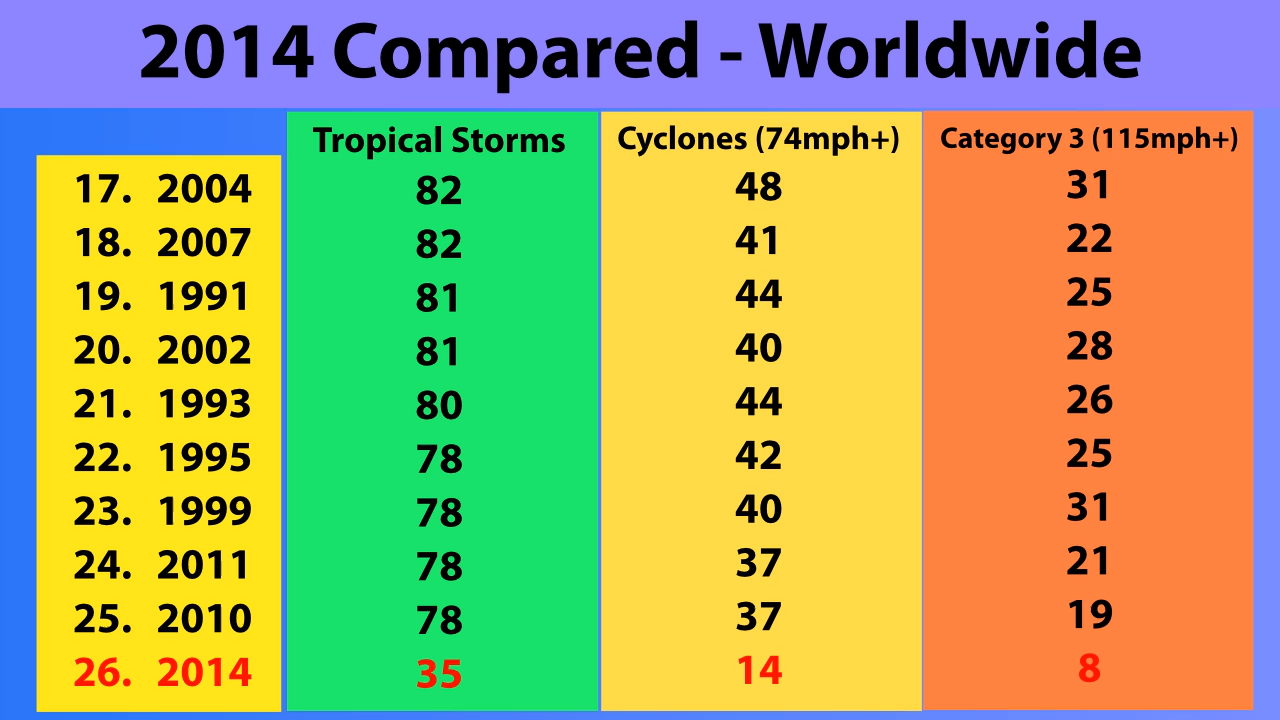 2014 Compared - Worldwide
Tropical Storms Cyclones (74mph+) Category 3 (115mph+)
17. 2004 82 48 31
18. 2007 82 41 22
19. 1991 81 44 25
20. 2002 81 40 28
21. 1993 80 44 26
22. 1995 78 42 25
23. 1999 78 40 31
24. 2011 78 37 21
25. 2010 78 37 19
26. 2014 35 14 8